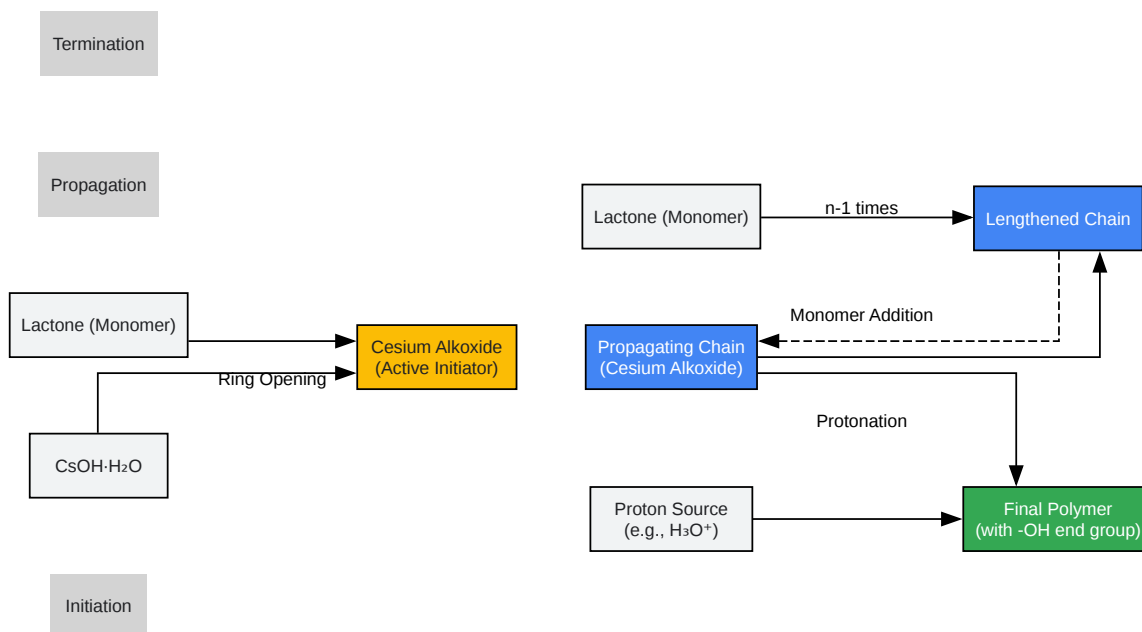 Termination
Propagation
Lactone (Monomer)
n-1 times
Lengthened Chain
Lactone (Monomer)
Monomer Addition
Cesium Alkoxide
(Active Initiator)
Propagating Chain
(Cesium Alkoxide)
Ring Opening
Protonation
CsOH·H₂O
Proton Source
(e.g., H₃O⁺)
Final Polymer
(with -OH end group)
Initiation